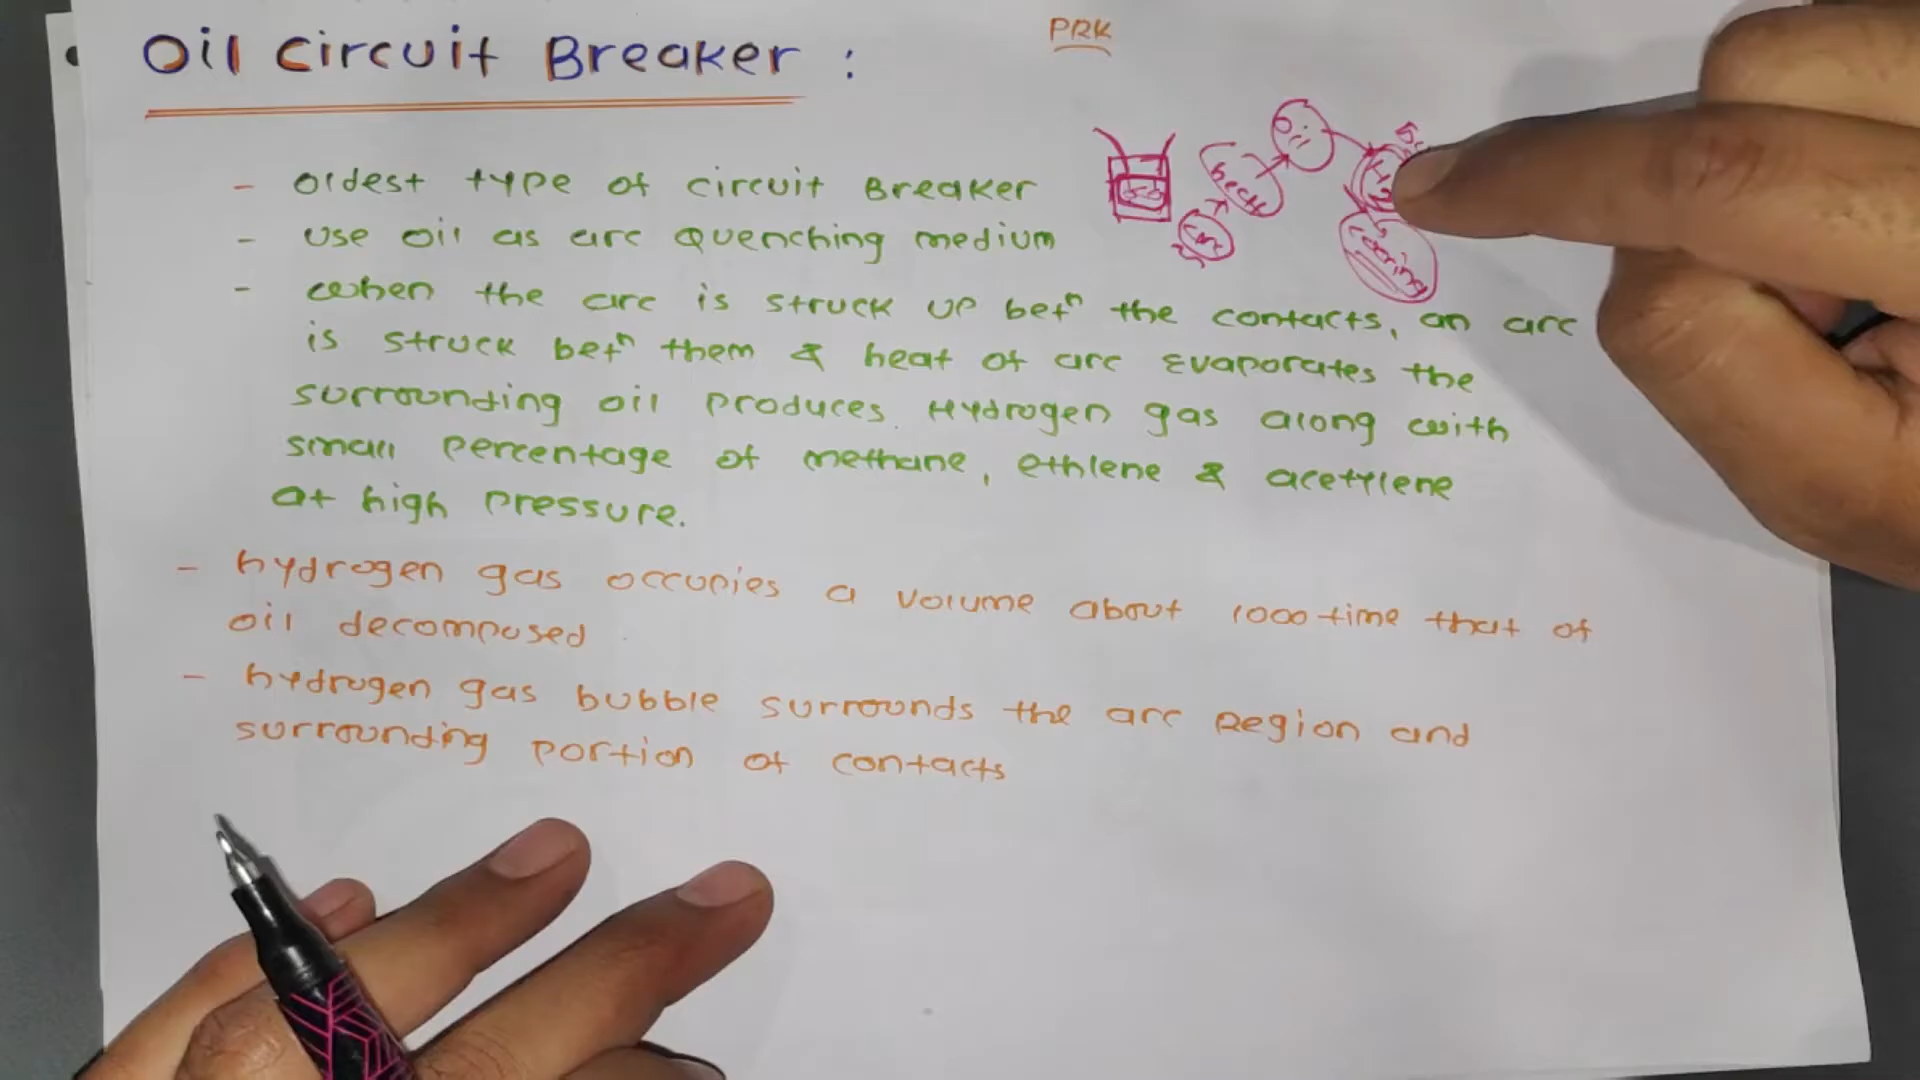 Oil Circuit Breaker :
PRK
- oldest type of circuit Breaker
- use oil as arc quenching medium
- when the arc is struck up betn the contacts, an arc
is struck betn them & heat of arc Evaporates the
surrounding oil produces Hydrogen gas along with
small percentage of methane, ethlene & acetylene
at high pressure.
- hydrogen gas occupies a volume about 1000 time that of
oil decomposed
- hydrogen gas bubble surrounds the arc Region and
surrounding portion of contacts